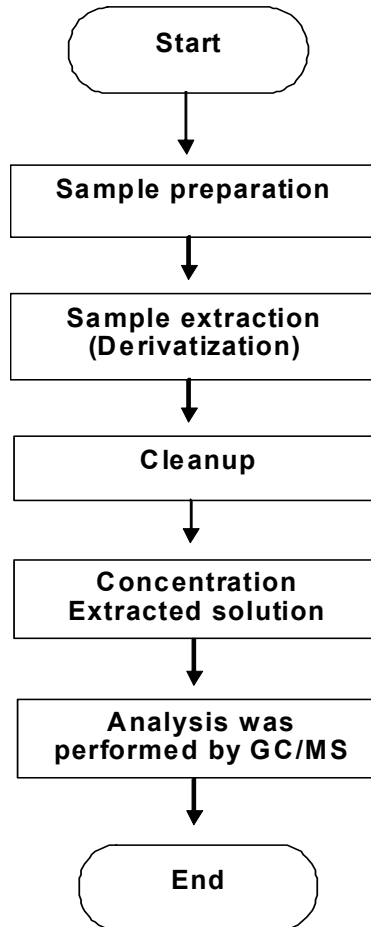 Start
Sample preparation
Sample extraction
(Derivatization)
Cleanup
Concentration
Extracted solution
Analysis was
performed by GC/MS
End